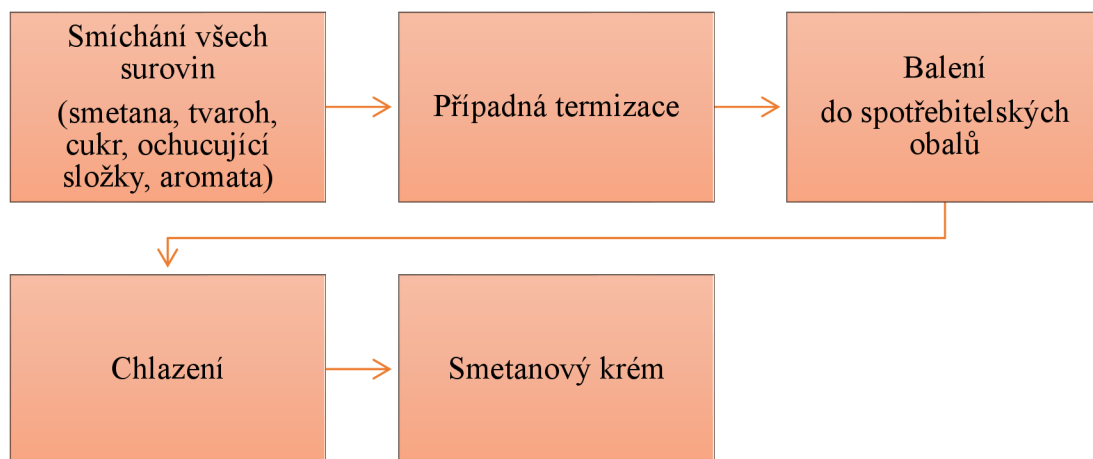 Smíchání všech
surovin
(smetana, tvaroh,
cukr, ochucující
složky, aromata)
Případná termizace
Balení
do spotřebitelských
obalů
Chlazení
Smetanový krém